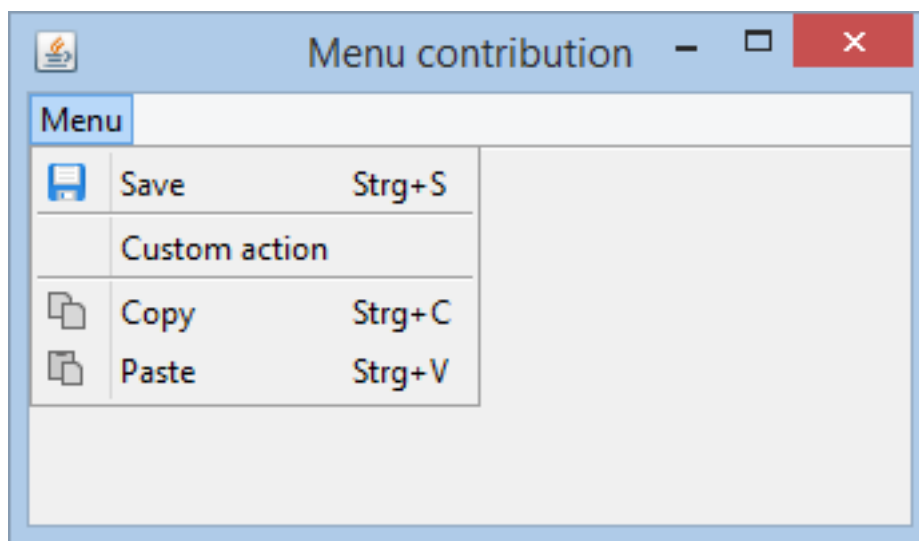 Menu contribution
Menu
Save Strg+S
Custom action
Copy Strg+C
Paste Strg+V